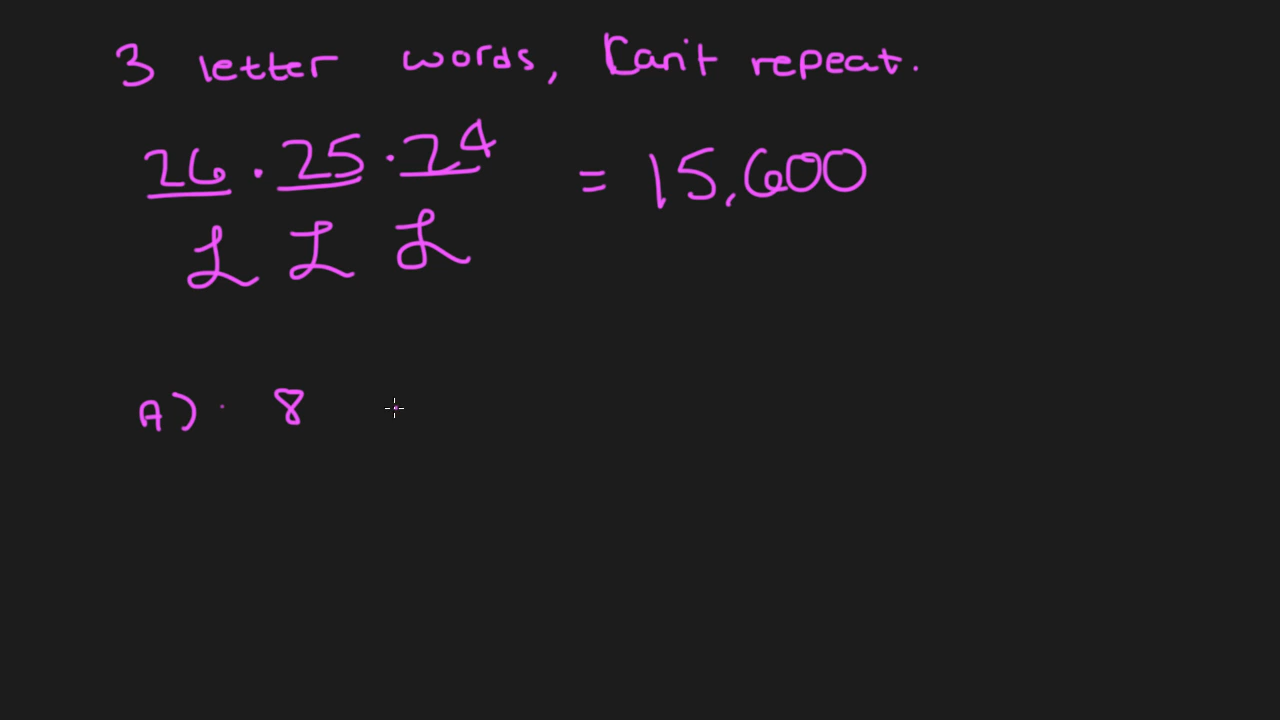 3 letter words, Can't repeat.
26 · 25 · 24 = 15,600
L L L
A) · 8